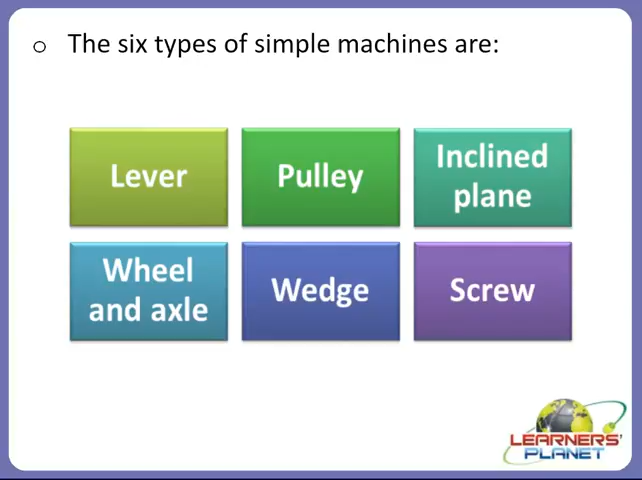 o The six types of simple machines are:
Lever
Pulley
Inclined
plane
Wheel
and axle
Wedge
Screw
LEARNERS'
PLANET